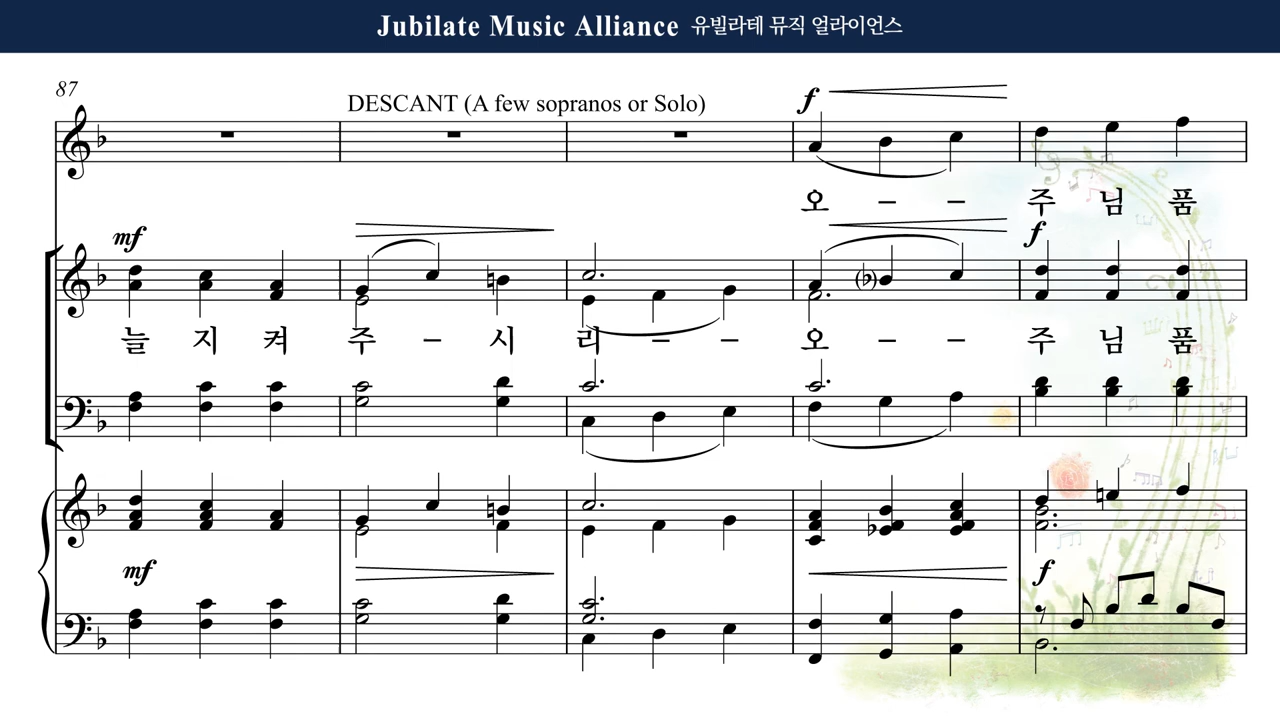 Jubilate Music Alliance 유빌라테 뮤직 얼라이언스
87
DESCANT (A few sopranos or Solo)
f
오 – – 주 님 품
mf f
늘 지 켜 주 – 시 리 – – 오 – – 주 님 품
mf f